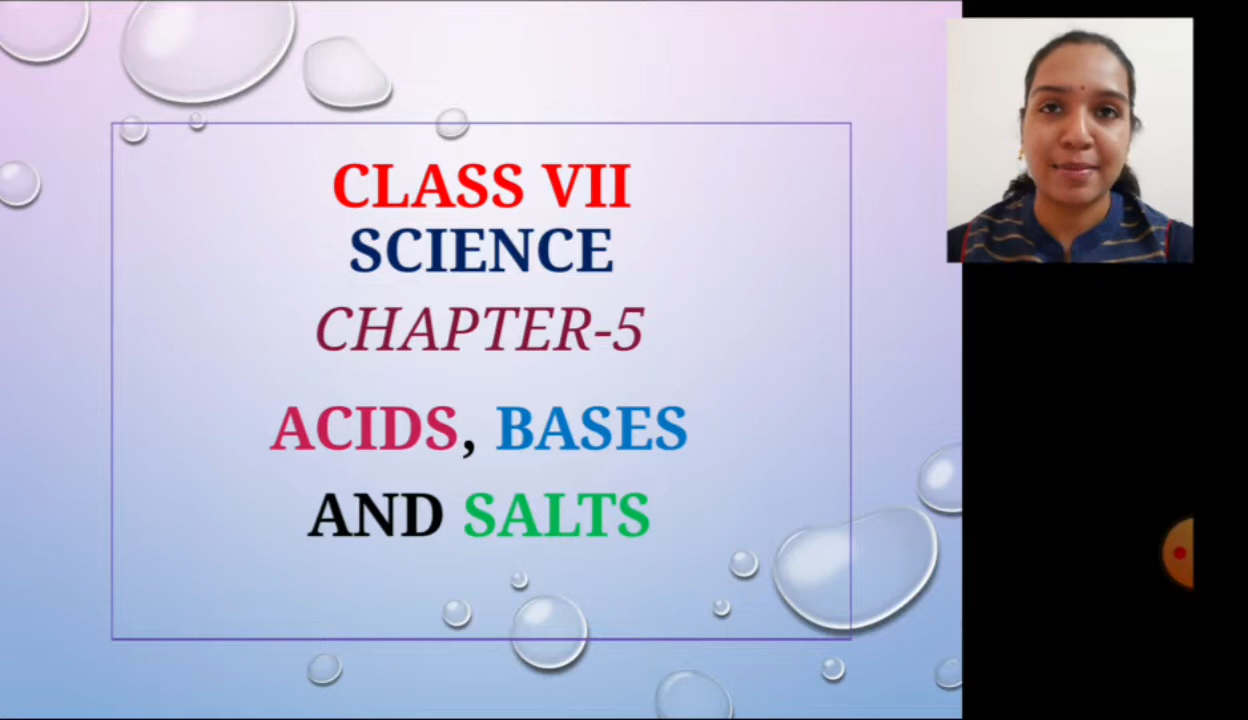 CLASS VII
SCIENCE
CHAPTER-5
ACIDS, BASES
AND SALTS